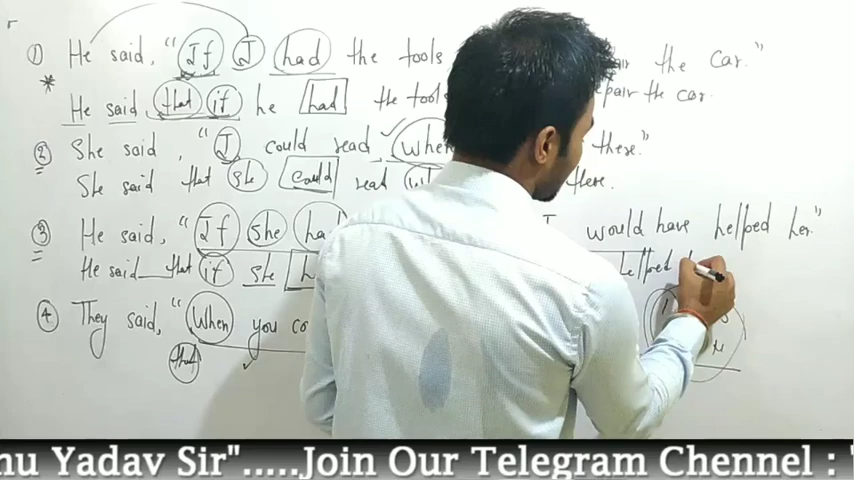 ① He said, "If I had the tools the car."
* He said that if he had the tools repair the car.
② She said, "I could read when there."
She said that she could read there.
③ He said, "If she had I would have helped her."
He said that if she helped
④ They said, "When you co
that
nu Yadav Sir".....Join Our Telegram Chennel : "